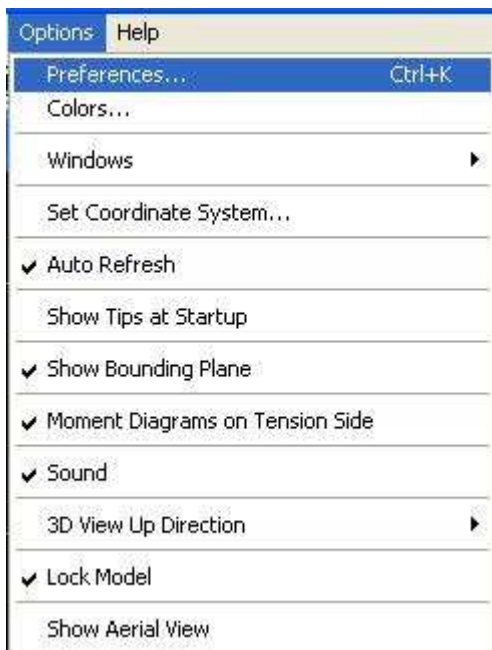 Options Help
Preferences... Ctrl+K
Colors...
Windows
Set Coordinate System...
Auto Refresh
Show Tips at Startup
Show Bounding Plane
Moment Diagrams on Tension Side
Sound
3D View Up Direction
Lock Model
Show Aerial View